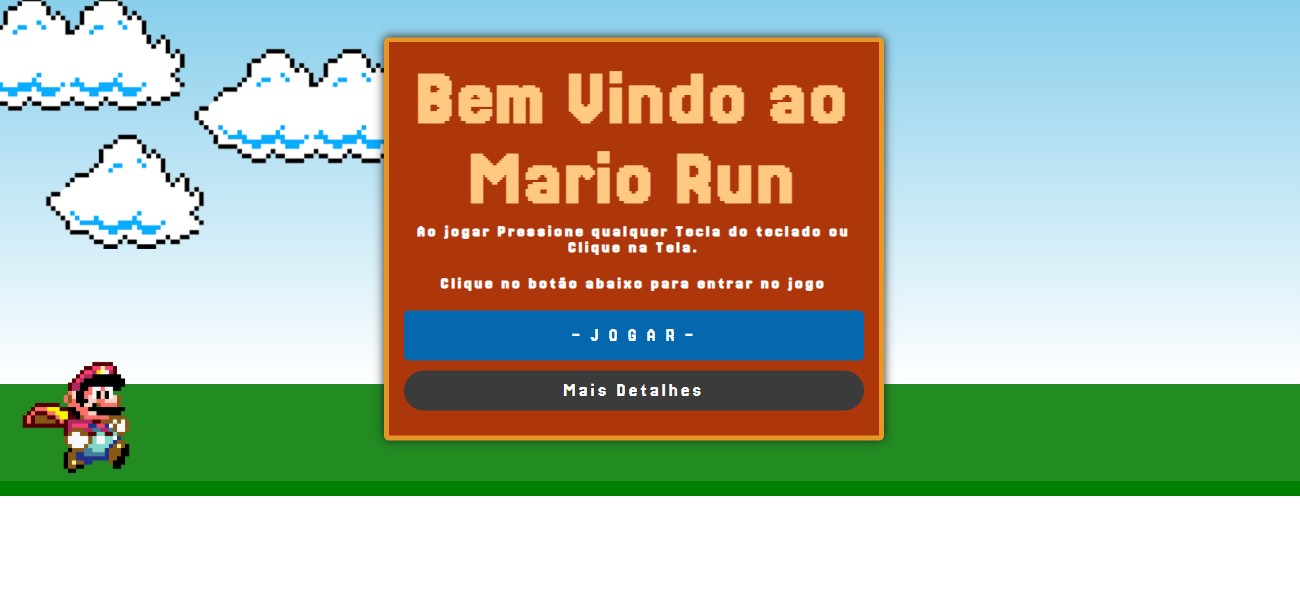 Bem Vindo ao
Mario Run
Ao jogar Pressione qualquer Tecla do teclado ou
Clique na Tela.
Clique no botão abaixo para entrar no jogo
- J O G A R -
Mais Detalhes